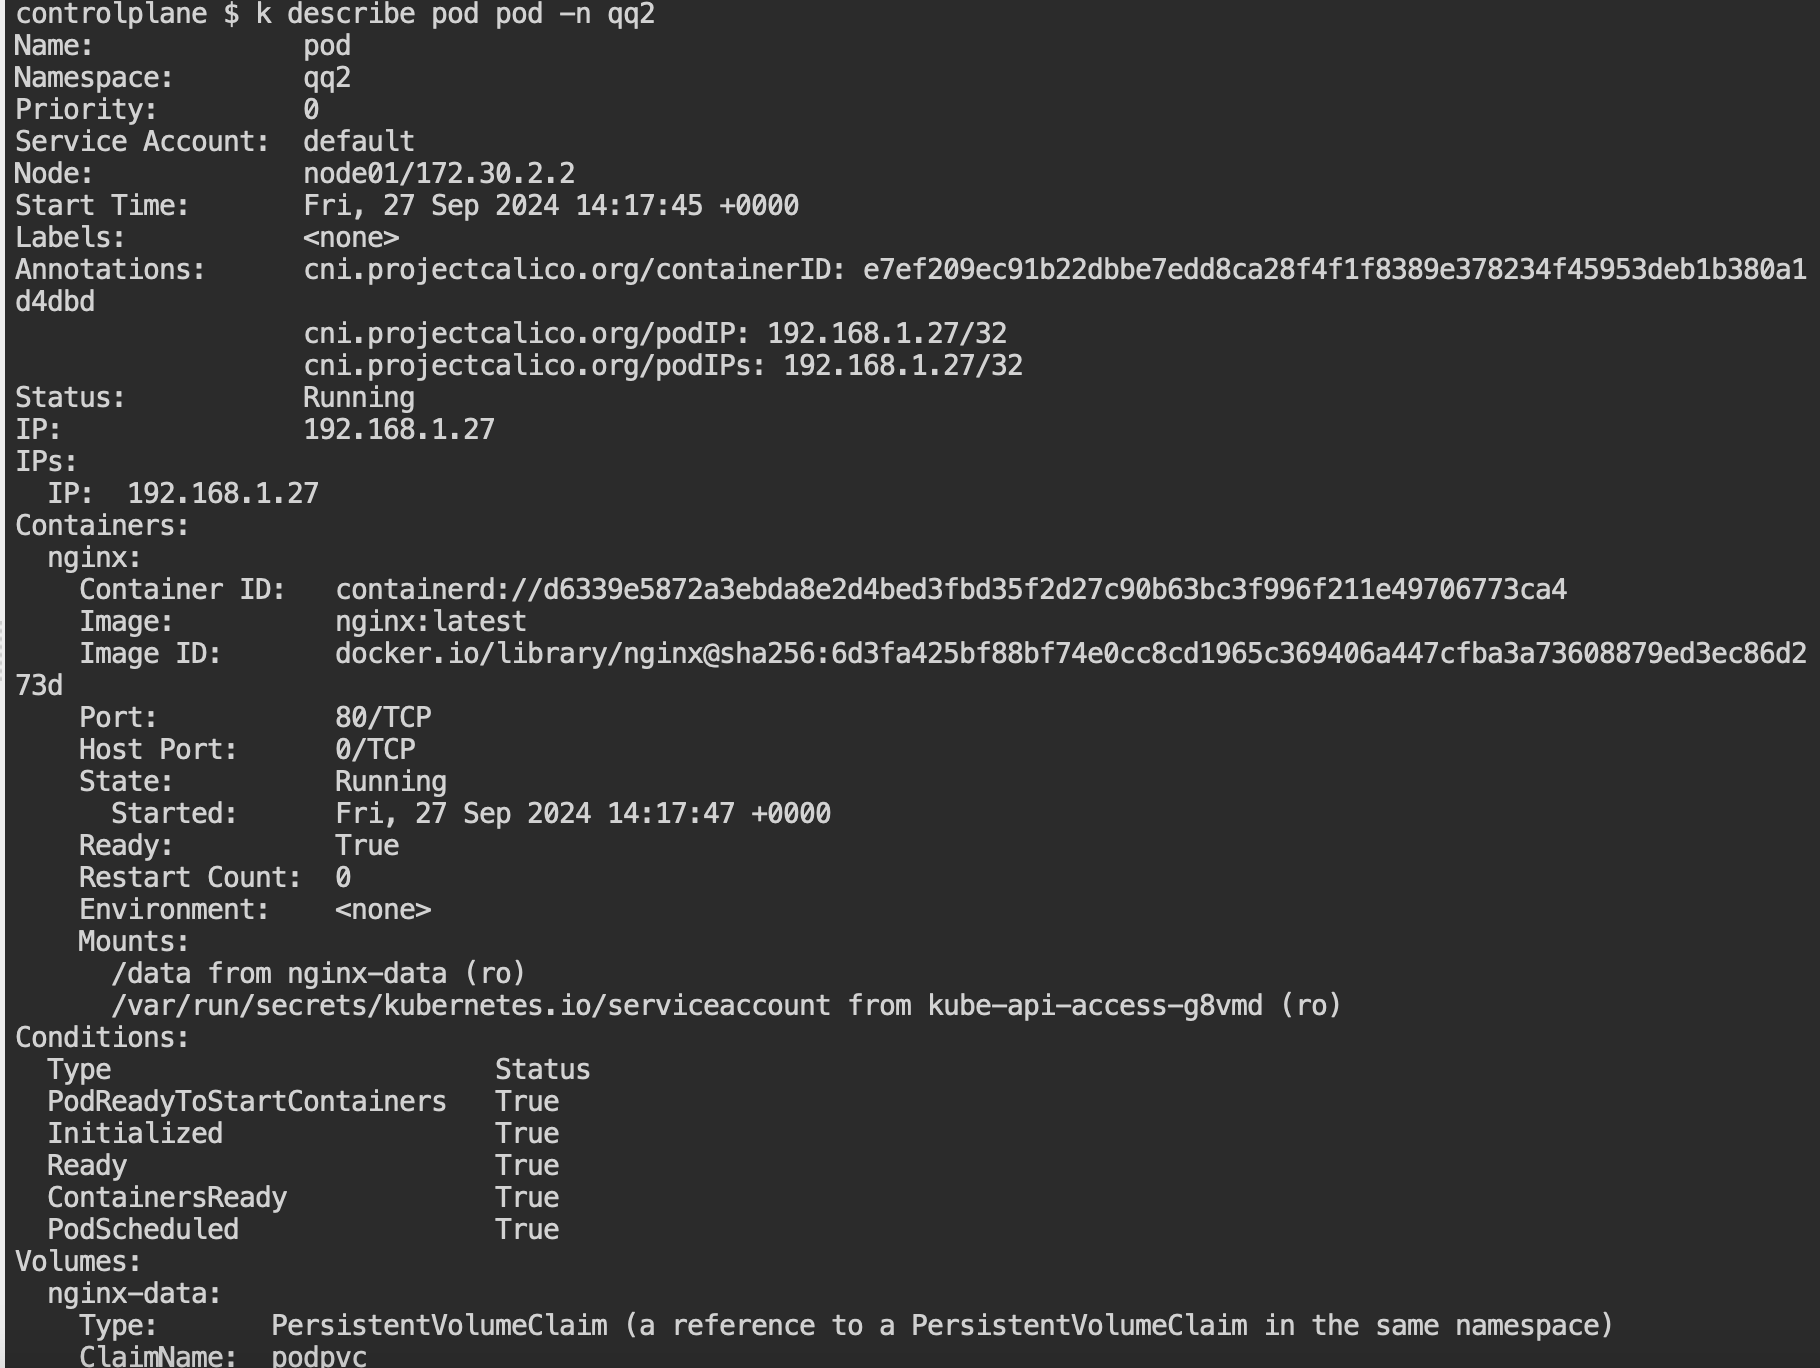 controlplane $ k describe pod pod -n qq2
Name:             pod
Namespace:        qq2
Priority:         0
Service Account:  default
Node:             node01/172.30.2.2
Start Time:       Fri, 27 Sep 2024 14:17:45 +0000
Labels:           <none>
Annotations:      cni.projectcalico.org/containerID: e7ef209ec91b22dbbe7edd8ca28f4f1f8389e378234f45953deb1b380a1
d4dbd
                  cni.projectcalico.org/podIP: 192.168.1.27/32
                  cni.projectcalico.org/podIPs: 192.168.1.27/32
Status:           Running
IP:               192.168.1.27
IPs:
  IP:  192.168.1.27
Containers:
  nginx:
    Container ID:   containerd://d6339e5872a3ebda8e2d4bed3fbd35f2d27c90b63bc3f996f211e49706773ca4
    Image:          nginx:latest
    Image ID:       docker.io/library/nginx@sha256:6d3fa425bf88bf74e0cc8cd1965c369406a447cfba3a73608879ed3ec86d2
73d
    Port:           80/TCP
    Host Port:      0/TCP
    State:          Running
      Started:      Fri, 27 Sep 2024 14:17:47 +0000
    Ready:          True
    Restart Count:  0
    Environment:    <none>
    Mounts:
      /data from nginx-data (ro)
      /var/run/secrets/kubernetes.io/serviceaccount from kube-api-access-g8vmd (ro)
Conditions:
  Type                        Status
  PodReadyToStartContainers   True
  Initialized                 True
  Ready                       True
  ContainersReady             True
  PodScheduled                True
Volumes:
  nginx-data:
    Type:       PersistentVolumeClaim (a reference to a PersistentVolumeClaim in the same namespace)
    ClaimName:  podpvc